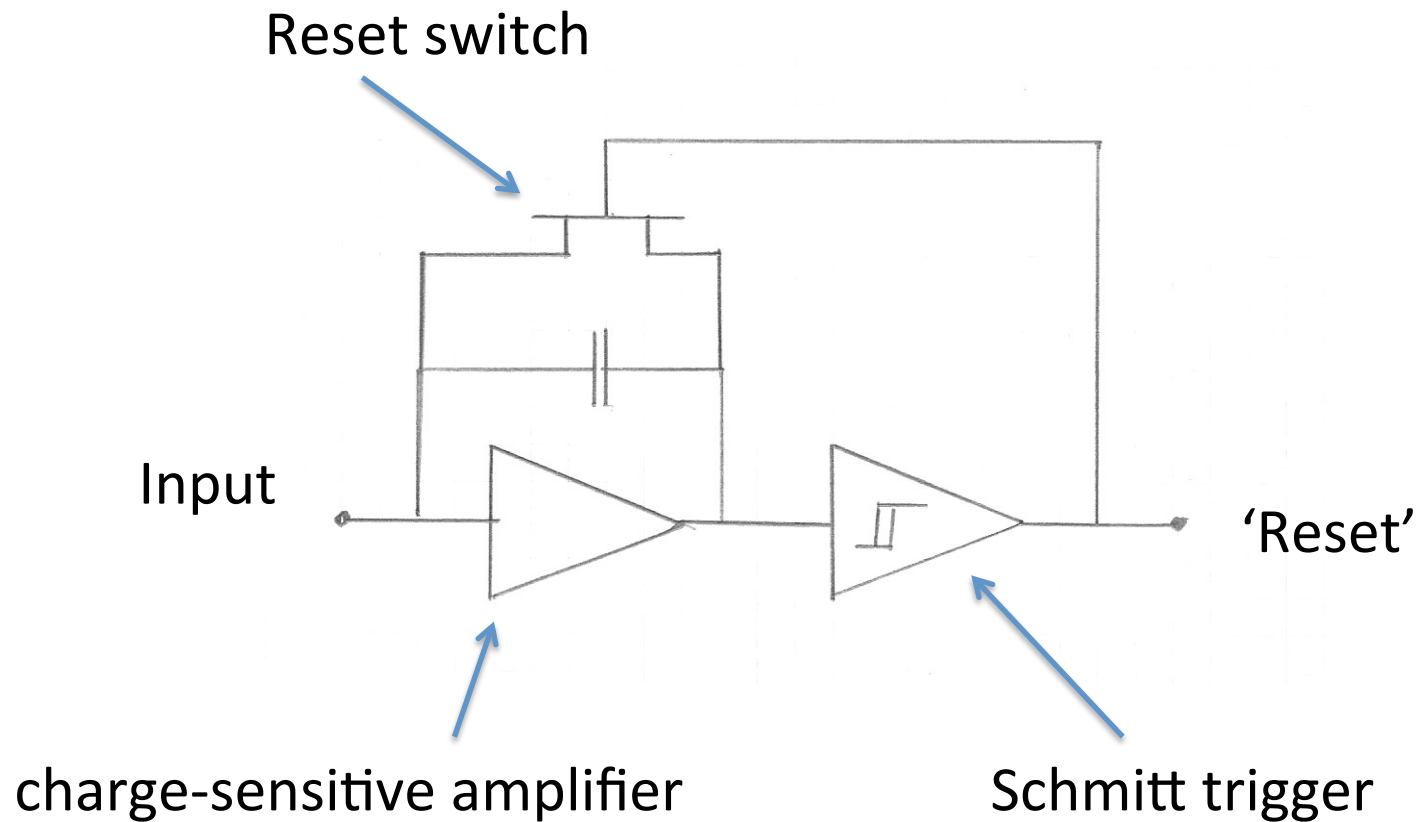 Reset switch
Input
‘Reset’
charge-sensitive amplifier
Schmitt trigger